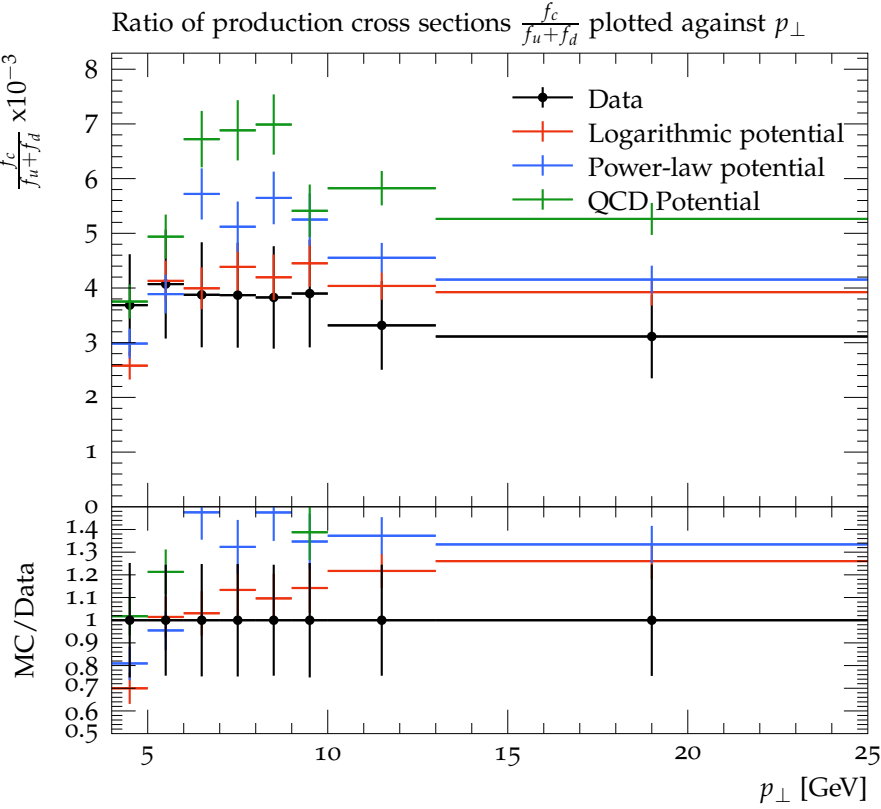 Ratio of production cross sections f_c/(f_u+f_d) plotted against p⊥
f_c/(f_u+f_d) x10⁻³
8
7
6
5
4
3
2
1
0
Data
Logarithmic potential
Power-law potential
QCD Potential
MC/Data
1.4
1.3
1.2
1.1
1
0.9
0.8
0.7
0.6
0.5
5 10 15 20 25
p⊥ [GeV]